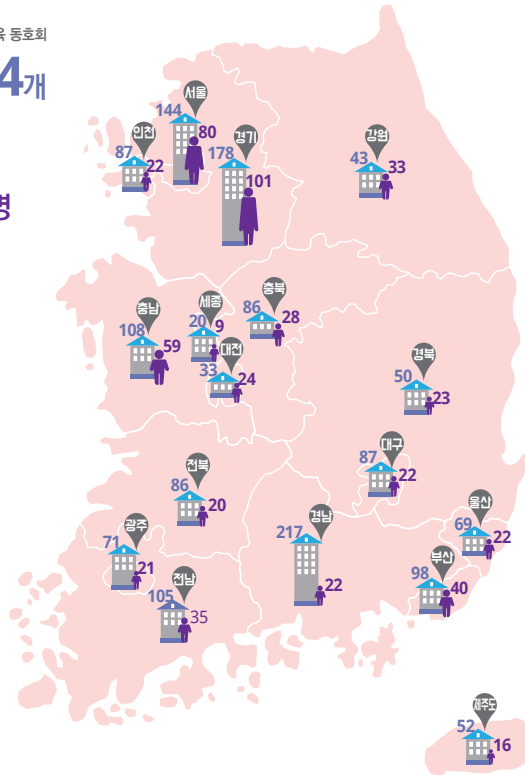 동호회
4개
명
서울
144
80
인천
87
22
경기
178
101
강원
43
33
충남
108
59
세종
20
9
충북
86
28
대전
33
24
경북
50
23
대구
87
22
전북
86
20
울산
69
22
경남
217
22
광주
71
21
부산
98
40
전남
105
35
제주도
52
16